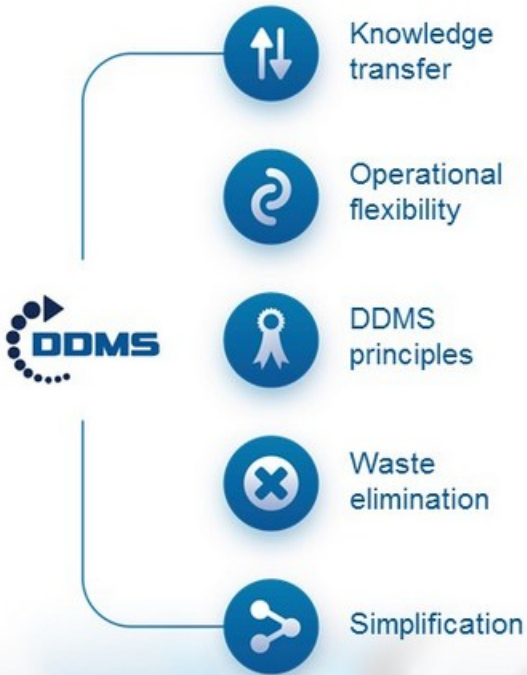 Knowledge
transfer
Operational
flexibility
DDMS
DDMS
principles
Waste
elimination
Simplification